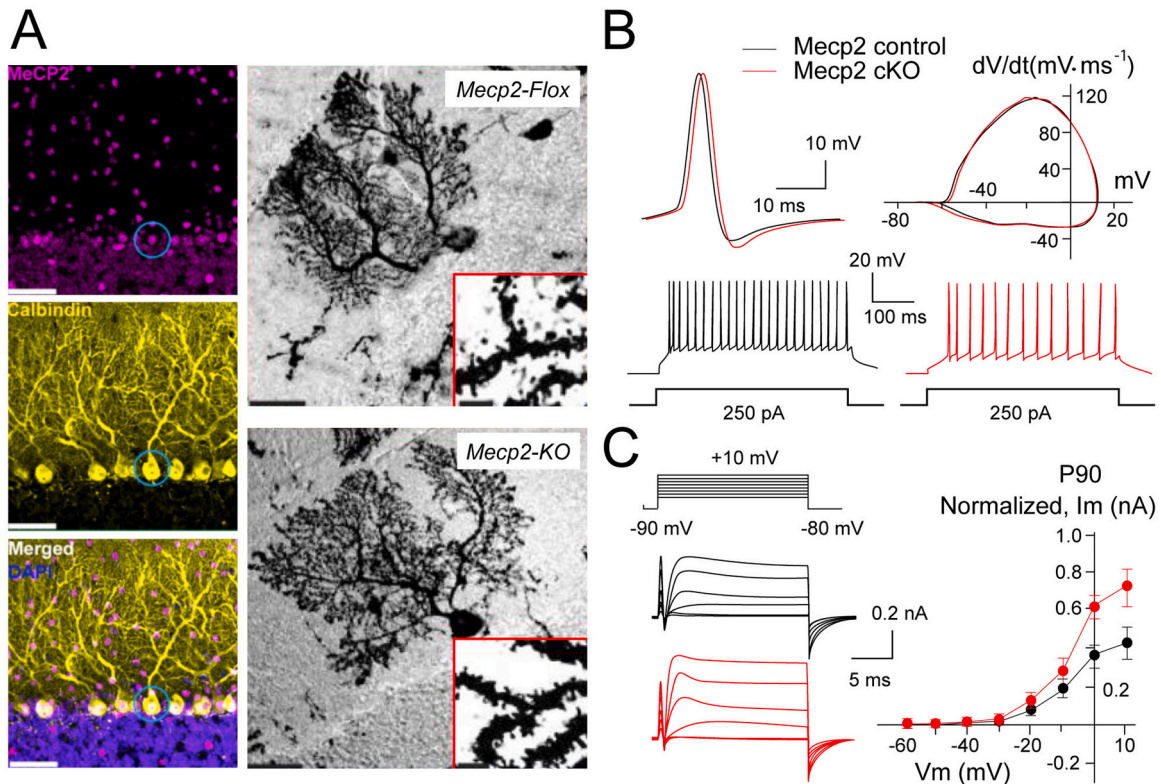 A
MeCP2
Calbindin
Merged
DAPI
Mecp2-Flox
Mecp2-KO
B
Mecp2 control
Mecp2 cKO
10 mV
10 ms
dV/dt(mV·ms⁻¹)
120
80
40
-40
mV
-80
20
-40
20 mV
100 ms
250 pA
250 pA
C
+10 mV
-90 mV
-80 mV
0.2 nA
5 ms
P90
Normalized, Im (nA)
1.0
0.8
0.6
0.2
-60
-40
-20
10
Vm (mV)
-0.2